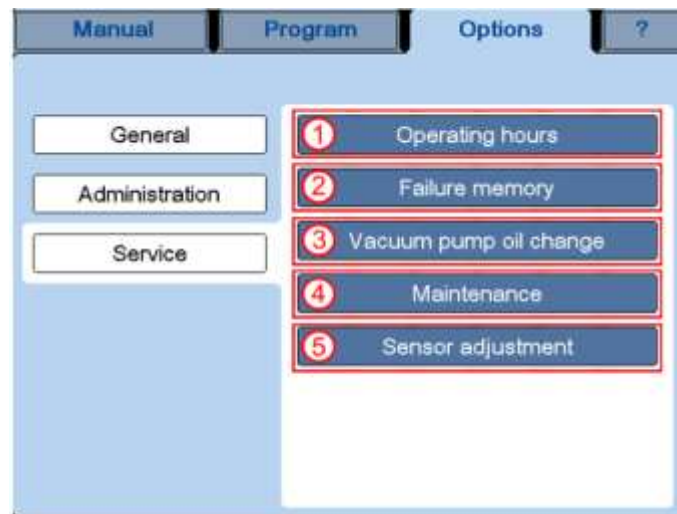 Manual Program Options ?
General
Administration
Service
1 Operating hours
2 Failure memory
3 Vacuum pump oil change
4 Maintenance
5 Sensor adjustment